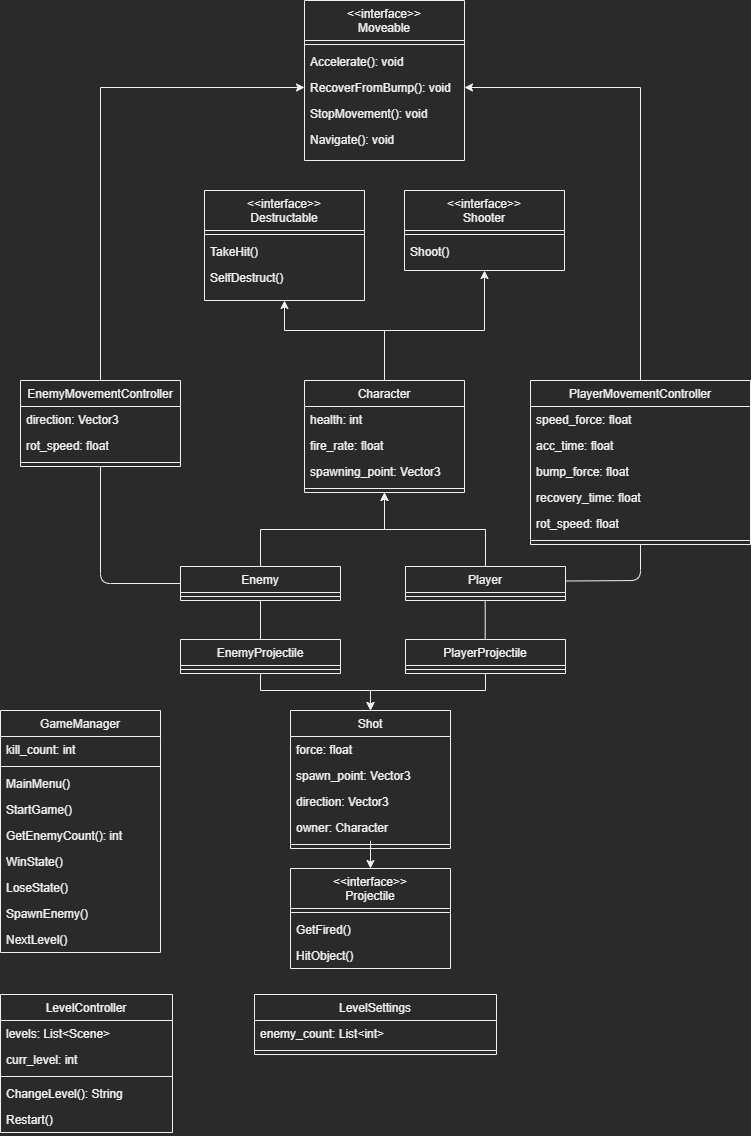 <<interface>>
Moveable
Accelerate(): void
RecoverFromBump(): void
StopMovement(): void
Navigate(): void
<<interface>>
Destructable
TakeHit()
SelfDestruct()
<<interface>>
Shooter
Shoot()
EnemyMovementController
direction: Vector3
rot_speed: float
Character
health: int
fire_rate: float
spawning_point: Vector3
PlayerMovementController
speed_force: float
acc_time: float
bump_force: float
recovery_time: float
rot_speed: float
Enemy
Player
EnemyProjectile
PlayerProjectile
GameManager
kill_count: int
MainMenu()
StartGame()
GetEnemyCount(): int
WinState()
LoseState()
SpawnEnemy()
NextLevel()
Shot
force: float
spawn_point: Vector3
direction: Vector3
owner: Character
<<interface>>
Projectile
GetFired()
HitObject()
LevelController
levels: List<Scene>
curr_level: int
ChangeLevel(): String
Restart()
LevelSettings
enemy_count: List<int>